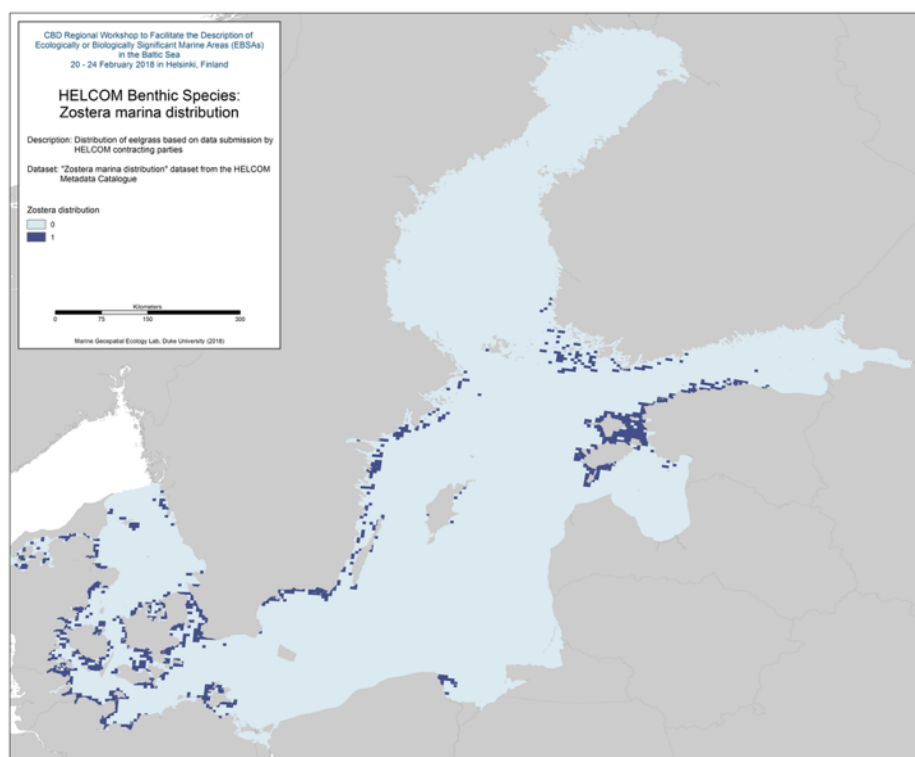 CBD Regional Workshop to Facilitate the Description of
Ecologically or Biologically Significant Marine Areas (EBSAs)
in the Baltic Sea
20 - 24 February 2018 in Helsinki, Finland
HELCOM Benthic Species:
Zostera marina distribution
Description: Distribution of eelgrass based on data submission by
HELCOM contracting parties
Dataset: "Zostera marina distribution" dataset from the HELCOM
Metadata Catalogue
Zostera distribution
0
1
Kilometers
0 75 150 300
Marine Geospatial Ecology Lab, Duke University (2018)